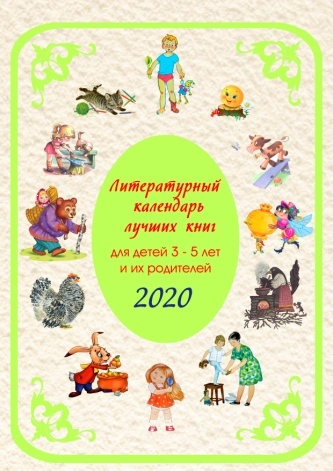 Литературный
календарь
лучших книг
для детей 3 - 5 лет
и их родителей
2020